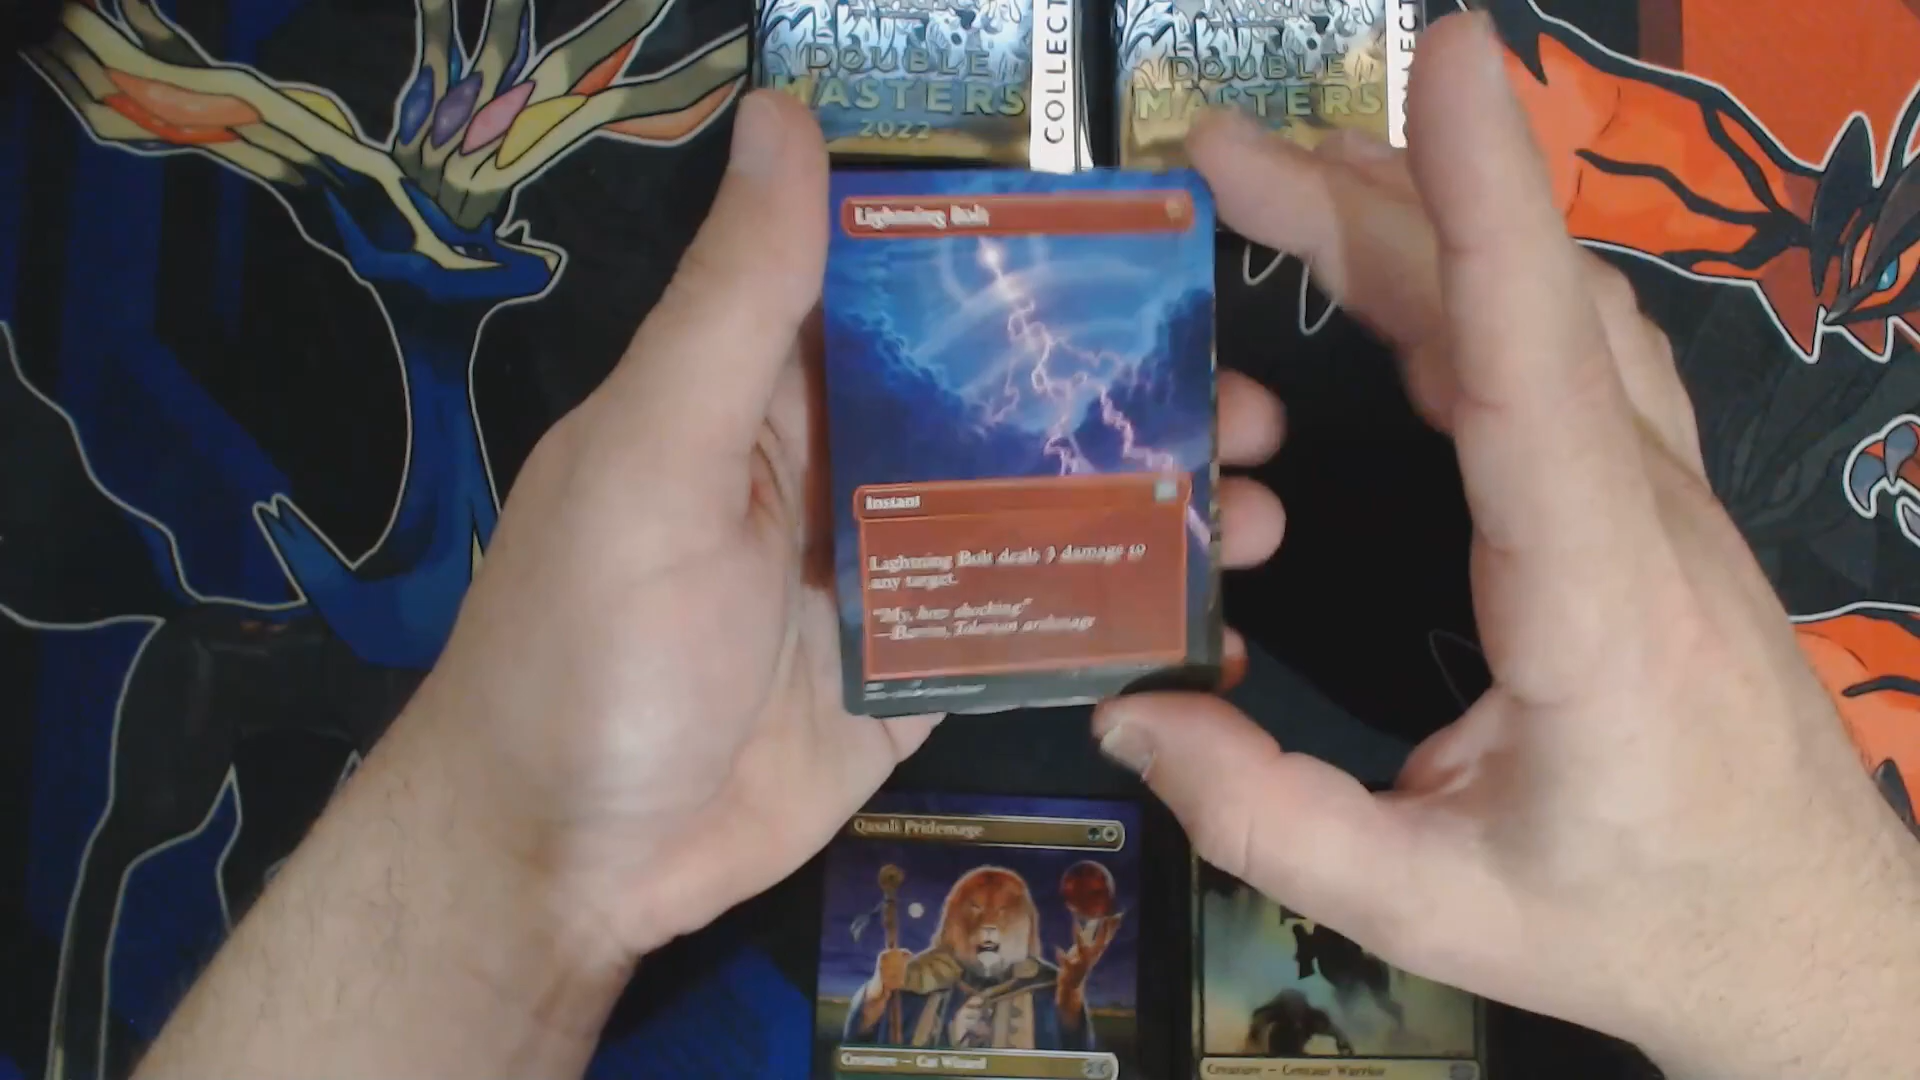 DOUBLE
MASTERS
2022
COLLECT
DOUBLE
MASTERS
Lightning Bolt
Instant
Lightning Bolt deals 3 damage to
any target.
"My, how shocking!"
—Barrin, Tolarian archmage
Qasali Pridemage
Creature — Cat Wizard
Creature — Centaur Warrior